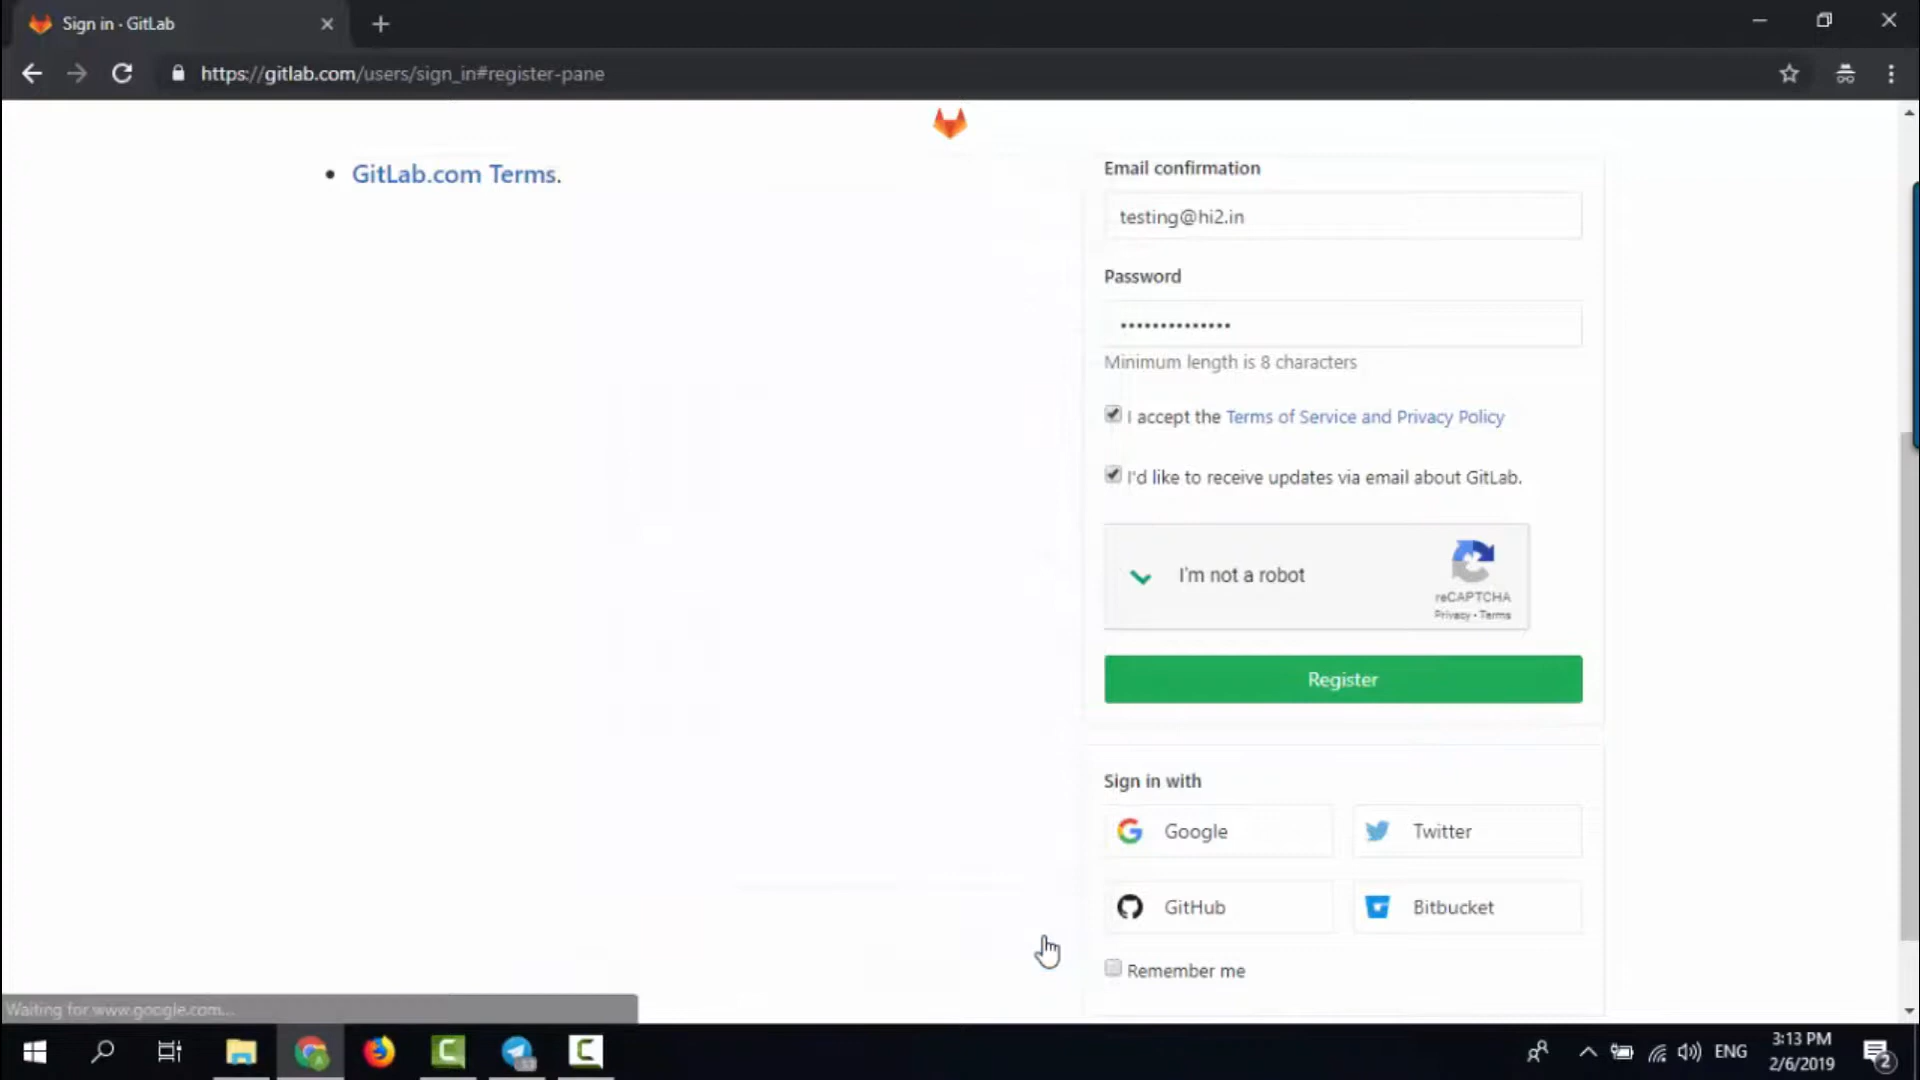 Sign in · GitLab
https://gitlab.com/users/sign_in#register-pane
GitLab.com Terms.
Email confirmation
testing@hi2.in
Password
••••••••••••••
Minimum length is 8 characters
I accept the Terms of Service and Privacy Policy
I'd like to receive updates via email about GitLab.
I'm not a robot
reCAPTCHA
Privacy - Terms
Register
Sign in with
Google
Twitter
GitHub
Bitbucket
Remember me
Waiting for www.google.com...
ENG
3:13 PM
2/6/2019
2